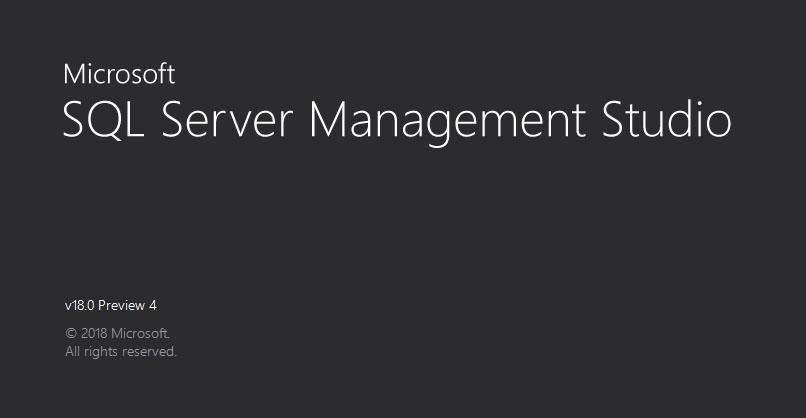 Microsoft
SQL Server Management Studio
v18.0 Preview 4
© 2018 Microsoft.
All rights reserved.